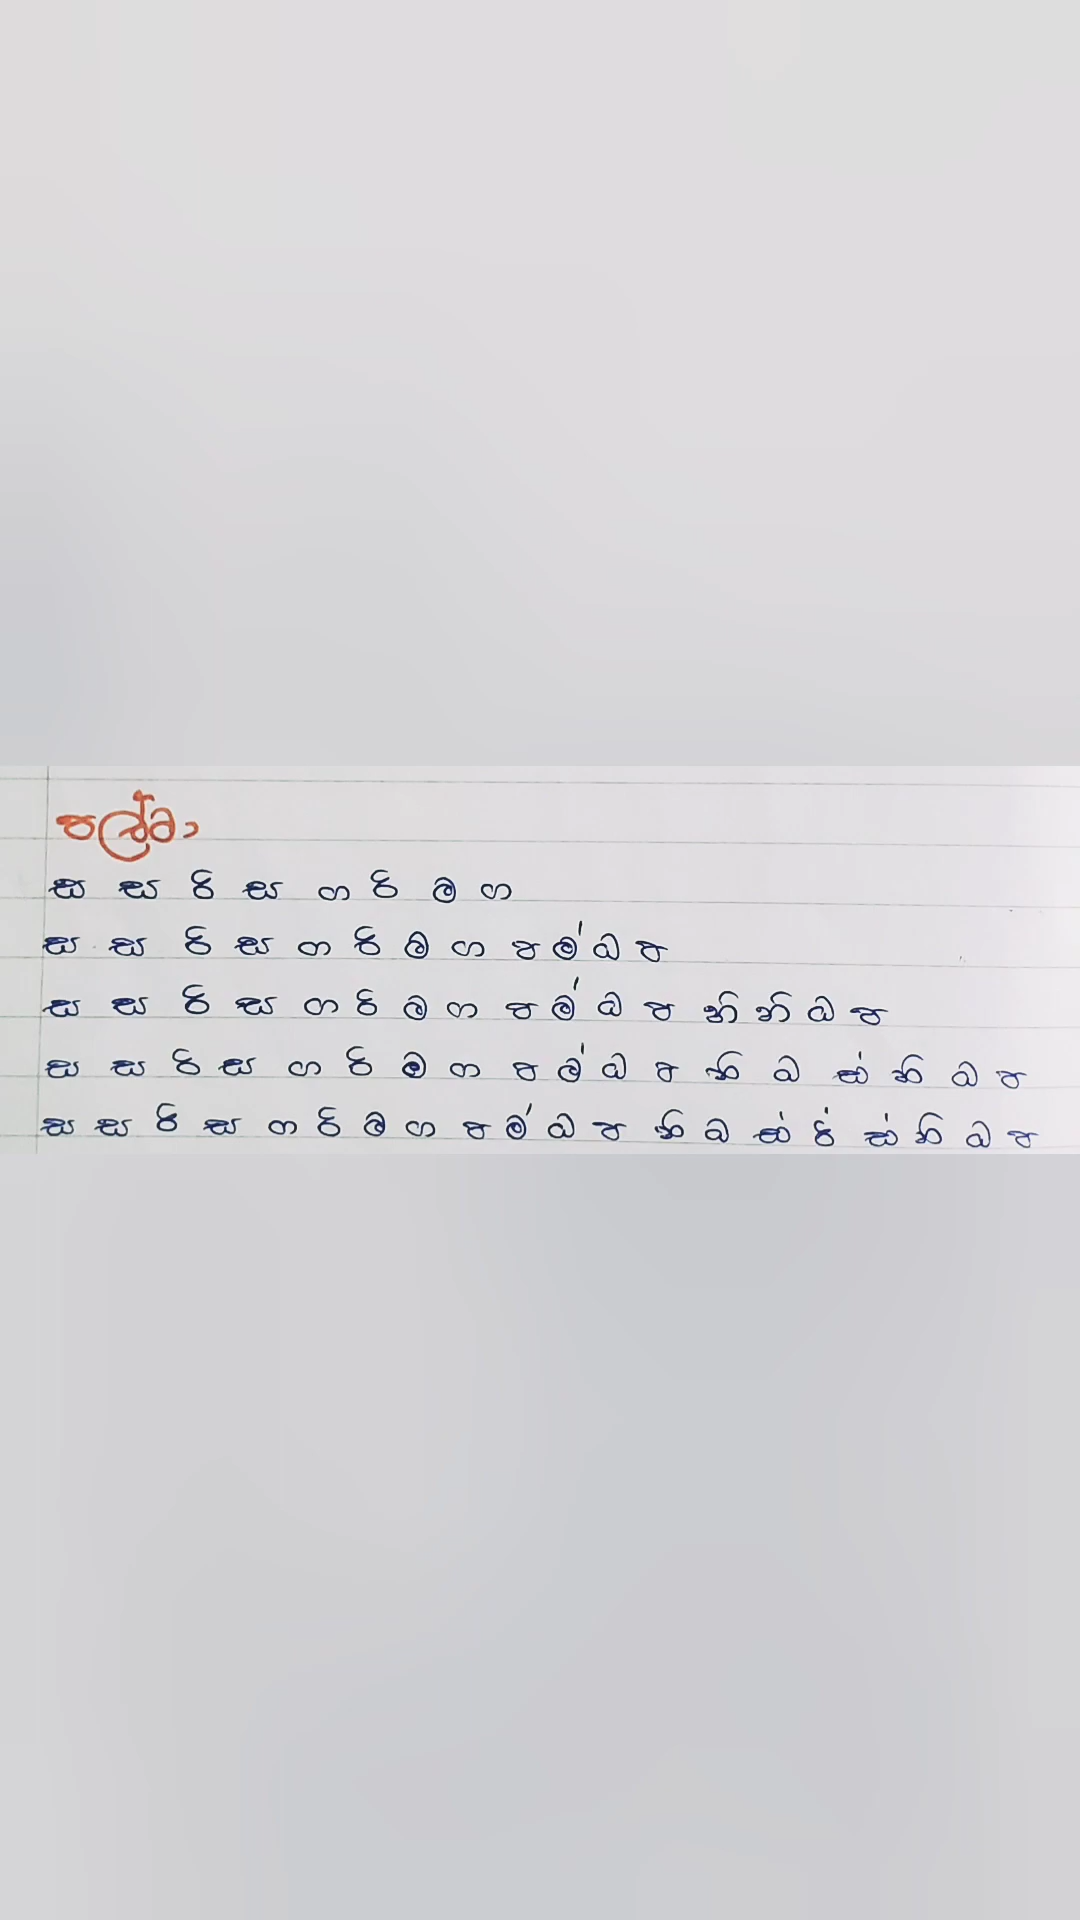 පල්ටා
ස ස රි ස ග රි ම ග
ස ස රි ස ග රි ම ග ප ම' ධ ප
ස ස රි ස ග රි ම ග ප ම' ධ ප නි නි ධ ප
ස ස රි ස ග රි ම ග ප ම' ධ ප නි ධ ස් නි ධ ප
ස ස රි ස ග රි ම ග ප ම' ධ ප නි ධ ස් රි ස් නි ධ ප